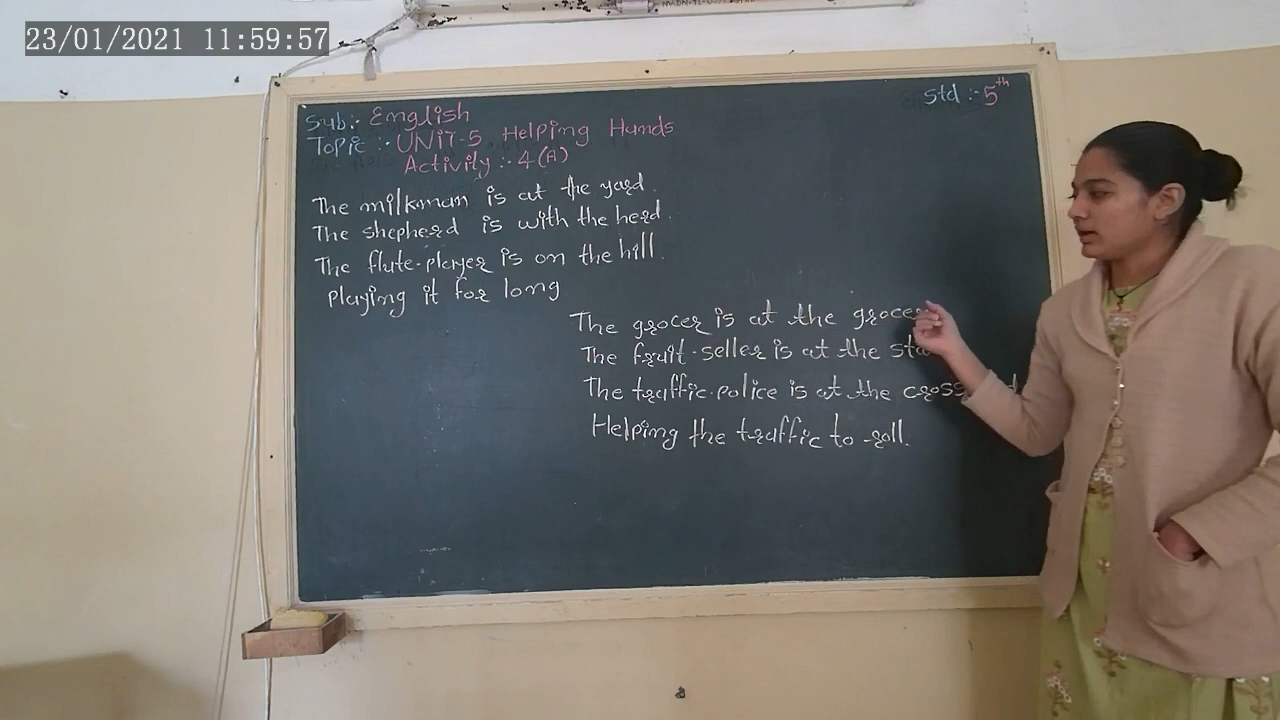 23/01/2021 11:59:57
Sub:- English
Std :- 5th
Topic :- UNIT-5 Helping Hands
Activity :- 4 (A)
The milkman is at the yard.
The shepherd is with the herd.
The flute-player is on the hill.
Playing it for long
The grocer is at the
The fruit-seller is at the
The traffic-police is at the
Helping the traffic to roll.